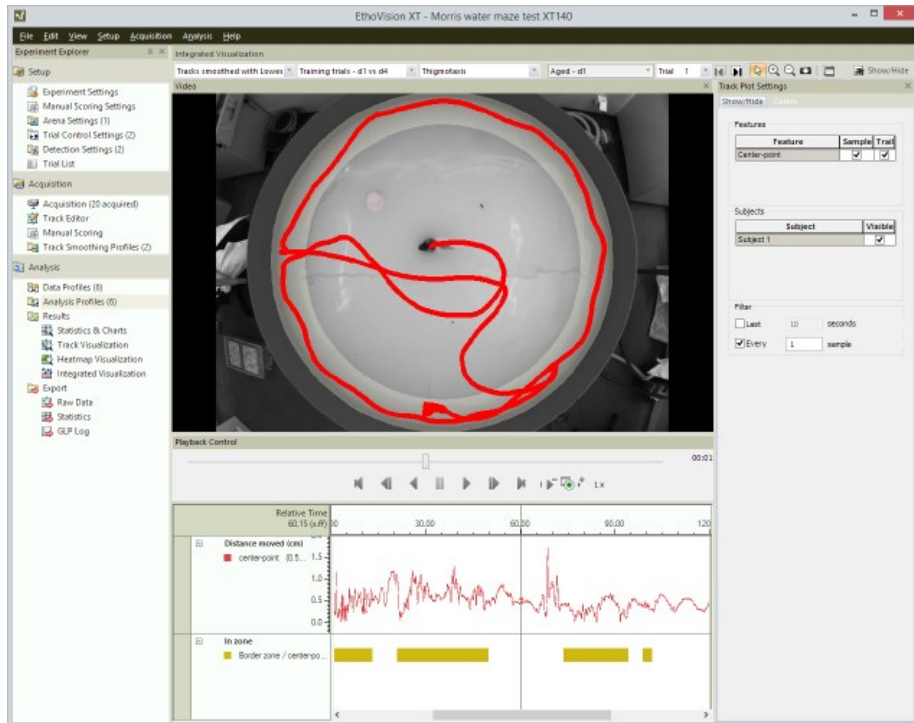 EthoVision XT - Morris water maze test XT140
File Edit View Setup Acquisition Analysis Help
Experiment Explorer
Setup
Experiment Settings
Manual Scoring Settings
Arena Settings (1)
Trial Control Settings (2)
Detection Settings (2)
Trial List
Acquisition
Acquisition (20 acquired)
Track Editor
Manual Scoring
Track Smoothing Profiles (2)
Analysis
Data Profiles (6)
Analysis Profiles (6)
Results
Statistics & Charts
Track Visualization
Heatmap Visualization
Integrated Visualization
Export
Raw Data
Statistics
GLP Log
Integrated Visualization
Tracks smoothed with Lowes Training trials - d1 vs d4 Thigmotaxis Aged - d1 Trial 1 Show/Hide
Video
Playback Control
00:01
1x
Relative Time
60.15 (s.ff) 00 30.00 60.00 90.00 120
Distance moved (cm)
center-point (0.5...
1.5
1.0
0.5
0.0
In zone
Border zone / center-po...
Track Plot Settings
Show/Hide Colors
Features
Feature Sample Trail
Center-point
Subjects
Subject Visible
Subject 1
Filter
Last 10 seconds
Every 1 sample